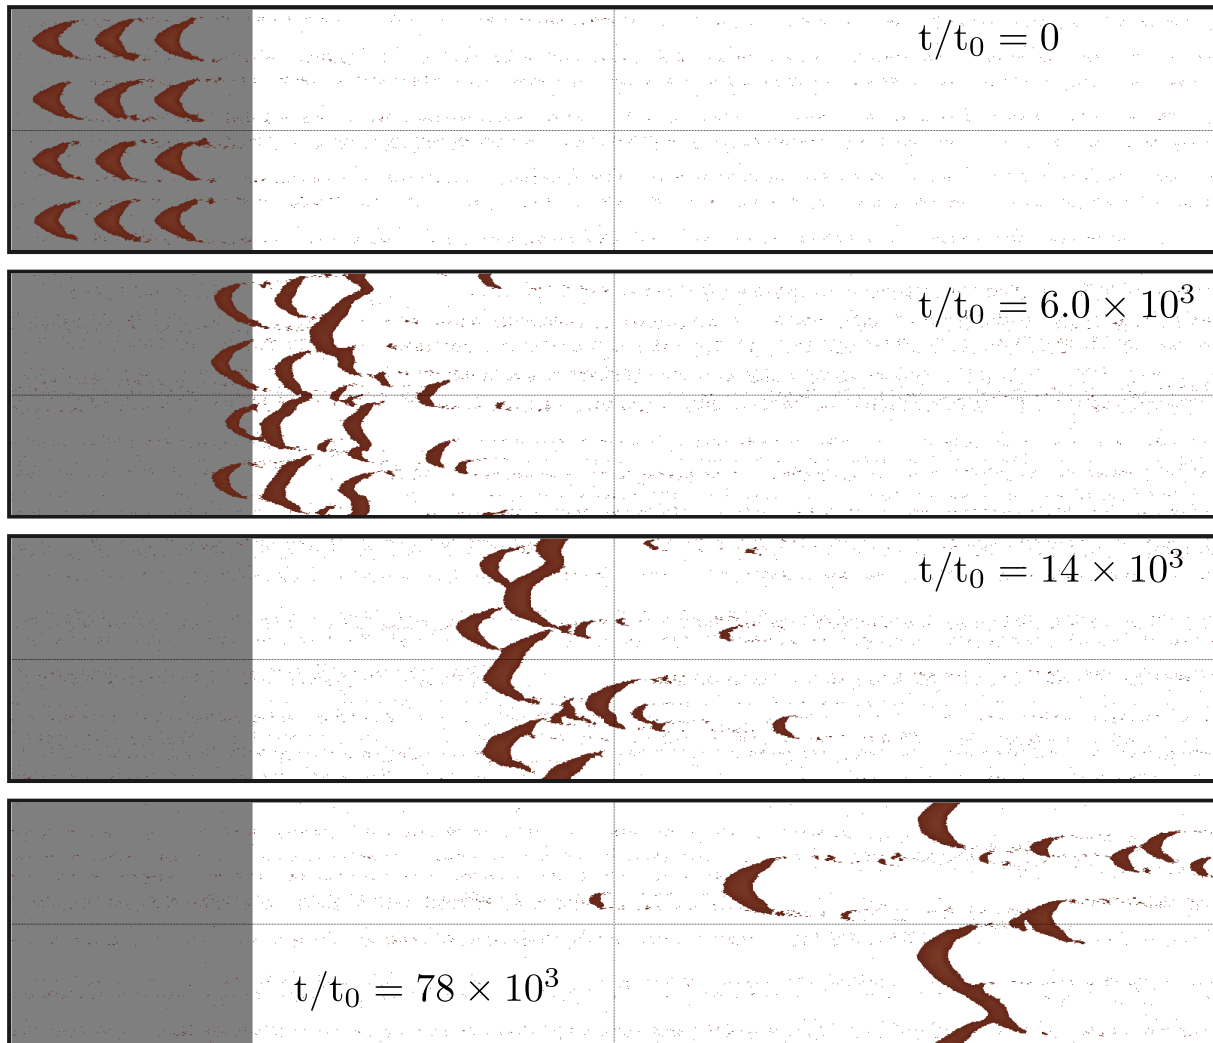 t/t₀ = 0
t/t₀ = 6.0 × 10³
t/t₀ = 14 × 10³
t/t₀ = 78 × 10³